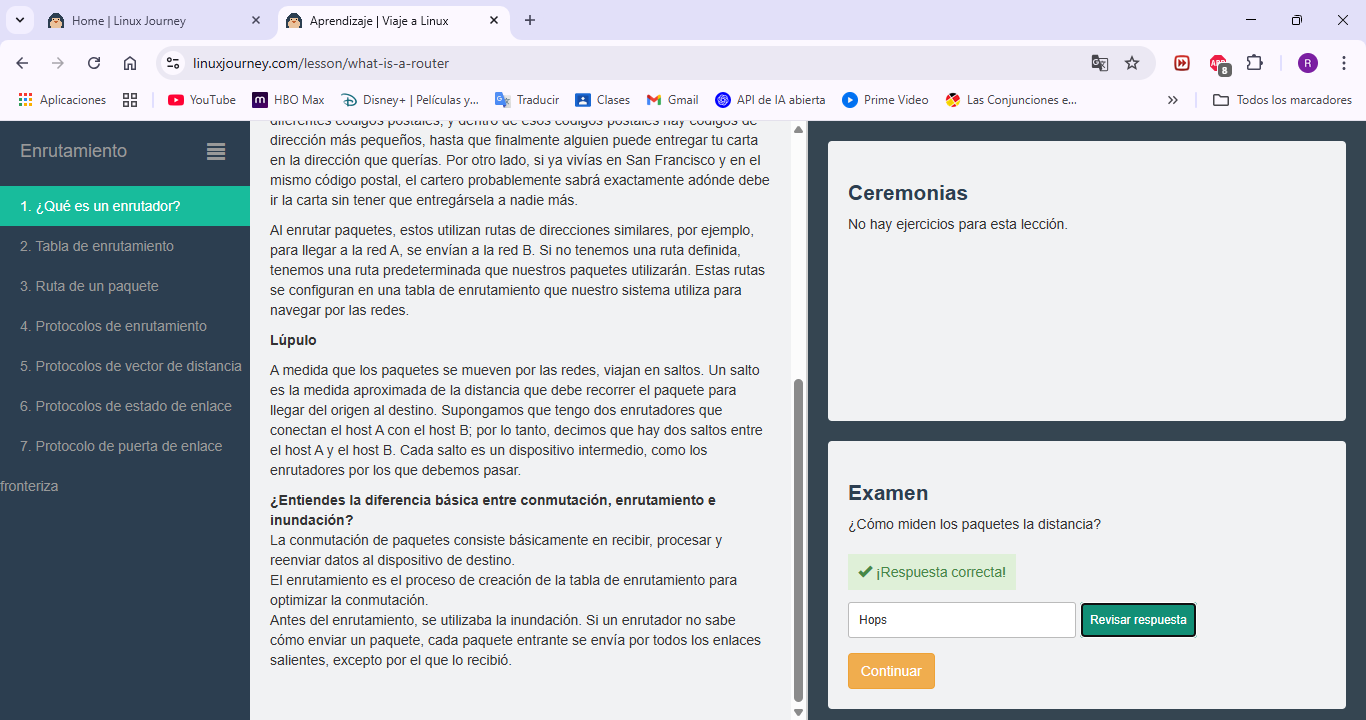 Home | Linux Journey
Aprendizaje | Viaje a Linux
linuxjourney.com/lesson/what-is-a-router
ABP
8
R
Aplicaciones
YouTube
HBO Max
Disney+ | Películas y...
Traducir
Clases
Gmail
API de IA abierta
Prime Video
Las Conjunciones e...
Todos los marcadores
Enrutamiento
1. ¿Qué es un enrutador?
2. Tabla de enrutamiento
3. Ruta de un paquete
4. Protocolos de enrutamiento
5. Protocolos de vector de distancia
6. Protocolos de estado de enlace
7. Protocolo de puerta de enlace
fronteriza
diferentes códigos postales, y dentro de esos códigos postales hay códigos de
dirección más pequeños, hasta que finalmente alguien puede entregar tu carta
en la dirección que querías. Por otro lado, si ya vivías en San Francisco y en el
mismo código postal, el cartero probablemente sabrá exactamente adónde debe
ir la carta sin tener que entregársela a nadie más.
Al enrutar paquetes, estos utilizan rutas de direcciones similares, por ejemplo,
para llegar a la red A, se envían a la red B. Si no tenemos una ruta definida,
tenemos una ruta predeterminada que nuestros paquetes utilizarán. Estas rutas
se configuran en una tabla de enrutamiento que nuestro sistema utiliza para
navegar por las redes.
Lúpulo
A medida que los paquetes se mueven por las redes, viajan en saltos. Un salto
es la medida aproximada de la distancia que debe recorrer el paquete para
llegar del origen al destino. Supongamos que tengo dos enrutadores que
conectan el host A con el host B; por lo tanto, decimos que hay dos saltos entre
el host A y el host B. Cada salto es un dispositivo intermedio, como los
enrutadores por los que debemos pasar.
¿Entiendes la diferencia básica entre conmutación, enrutamiento e
inundación?
La conmutación de paquetes consiste básicamente en recibir, procesar y
reenviar datos al dispositivo de destino.
El enrutamiento es el proceso de creación de la tabla de enrutamiento para
optimizar la conmutación.
Antes del enrutamiento, se utilizaba la inundación. Si un enrutador no sabe
cómo enviar un paquete, cada paquete entrante se envía por todos los enlaces
salientes, excepto por el que lo recibió.
Ceremonias
No hay ejercicios para esta lección.
Examen
¿Cómo miden los paquetes la distancia?
¡Respuesta correcta!
Hops
Revisar respuesta
Continuar